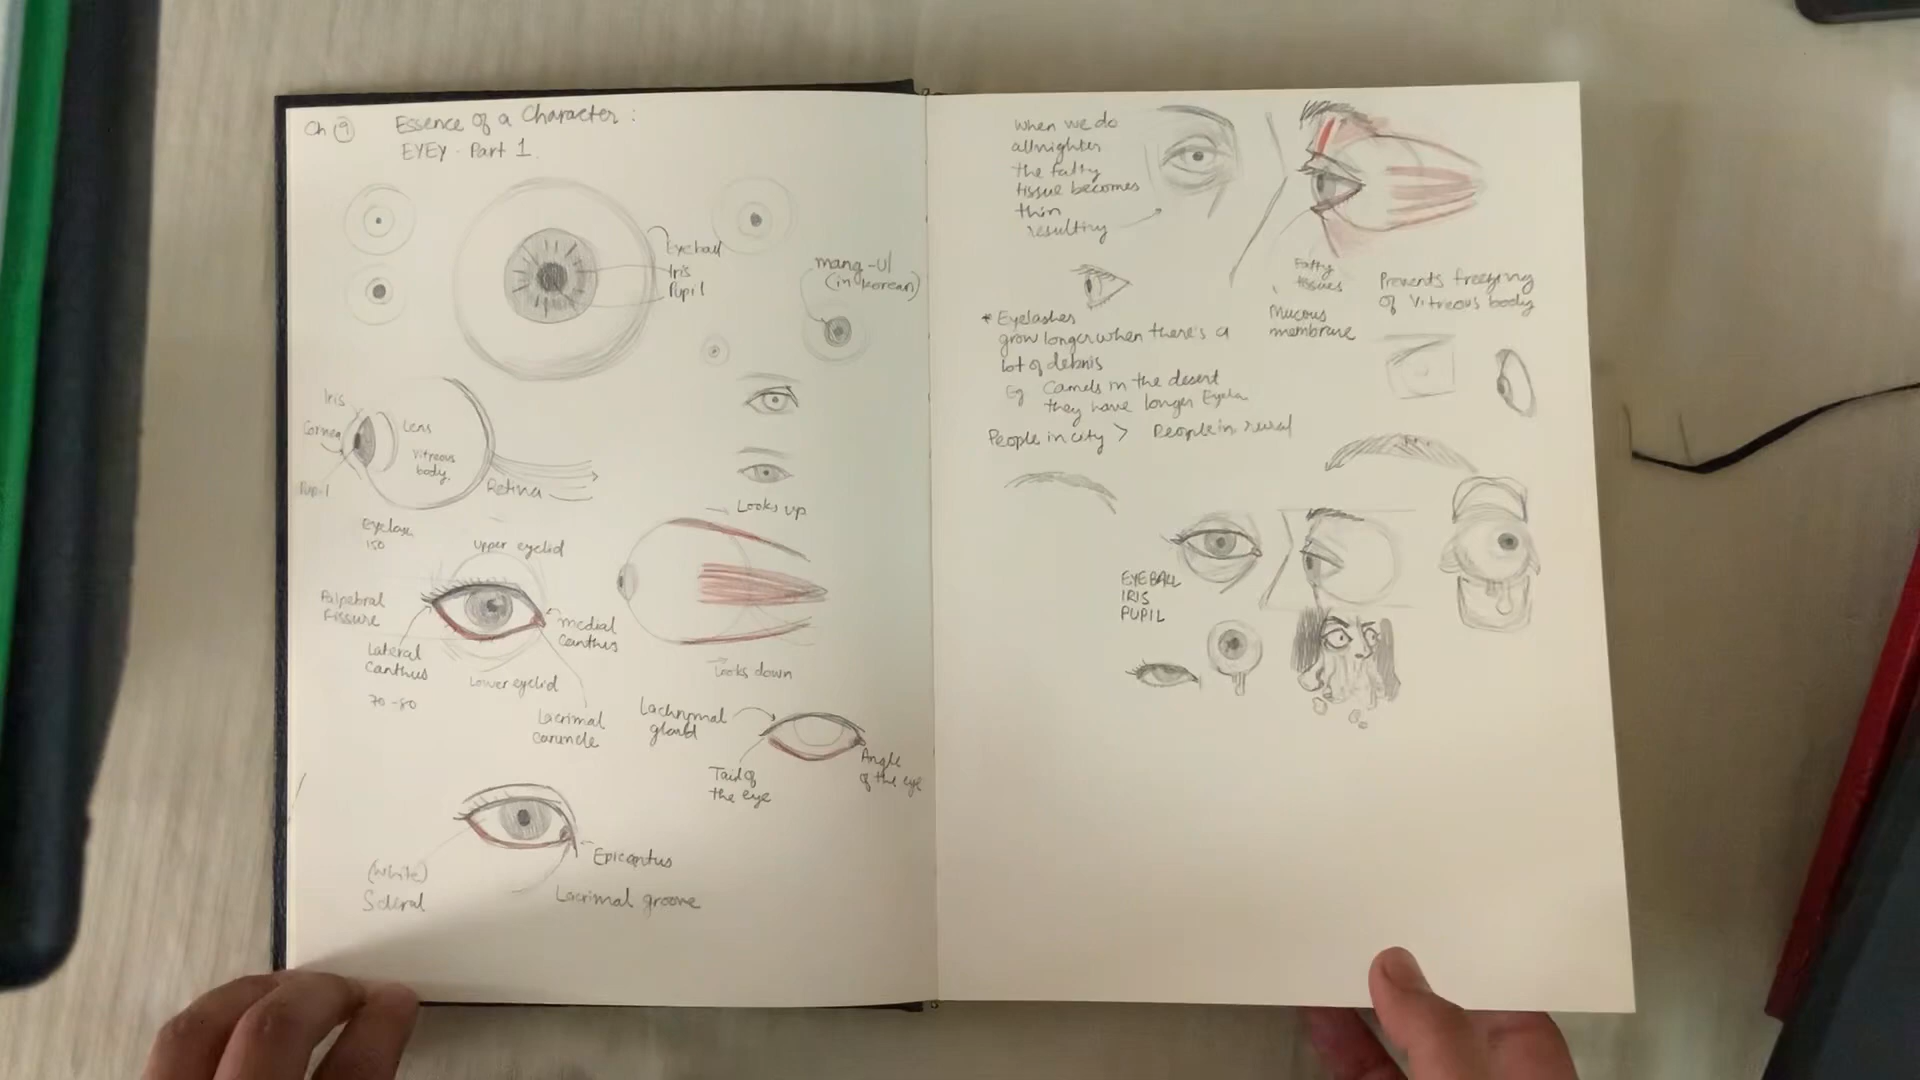 Ch 9
Essence of a Character :
EYEY - Part 1.
Eyeball
Iris
Pupil
mang-ul
(in korean)
Iris
Cornea
Lens
Vitreous
body.
Pupil
Retina
Looks up
Eyelase
150
Upper eyelid
Palpebral
Fissure
medial
canthus
Lateral
canthus
Lower eyelid
70-80
Lacrimal
caruncle
Looks down
Lachrymal
gland
Tail of
the eye
Angle
of the eye
Epicantus
(white)
Scleral
Lacrimal groove
When we do
allnighter
the fatty
tissue becomes
thin
resulting
Fatty
tissues
Mucous
membrane
Prevents freezing
of Vitreous body
* Eyelashes
grow longer when there's a
lot of debris
Eg Camels in the desert
they have longer Eyela
People in city > People in rural
EYEBALL
IRIS
PUPIL